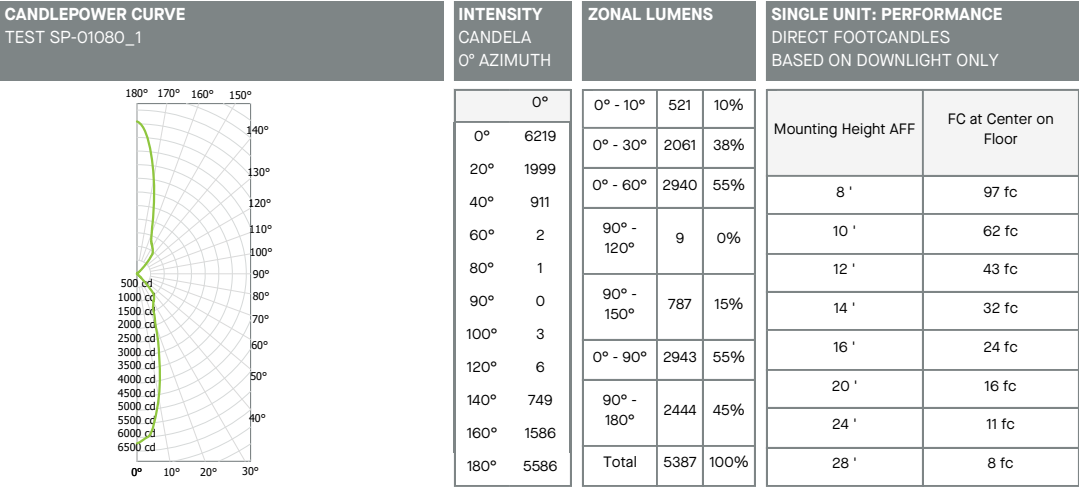 CANDLEPOWER CURVE
TEST SP-01080_1
180° 170° 160° 150°
140°
130°
120°
110°
100°
90°
80°
70°
60°
50°
40°
500 cd
1000 cd
1500 cd
2000 cd
2500 cd
3000 cd
3500 cd
4000 cd
4500 cd
5000 cd
5500 cd
6000 cd
6500 cd
0° 10° 20° 30°
INTENSITY
CANDELA
0° AZIMUTH
0°
0° 6219
20° 1999
40° 911
60° 2
80° 1
90° 0
100° 3
120° 6
140° 749
160° 1586
180° 5586
ZONAL LUMENS
0° - 10° 521 10%
0° - 30° 2061 38%
0° - 60° 2940 55%
90° -
120° 9 0%
90° -
150° 787 15%
0° - 90° 2943 55%
90° -
180° 2444 45%
Total 5387 100%
SINGLE UNIT: PERFORMANCE
DIRECT FOOTCANDLES
BASED ON DOWNLIGHT ONLY
Mounting Height AFF
FC at Center on
Floor
8 ' 97 fc
10 ' 62 fc
12 ' 43 fc
14 ' 32 fc
16 ' 24 fc
20 ' 16 fc
24 ' 11 fc
28 ' 8 fc